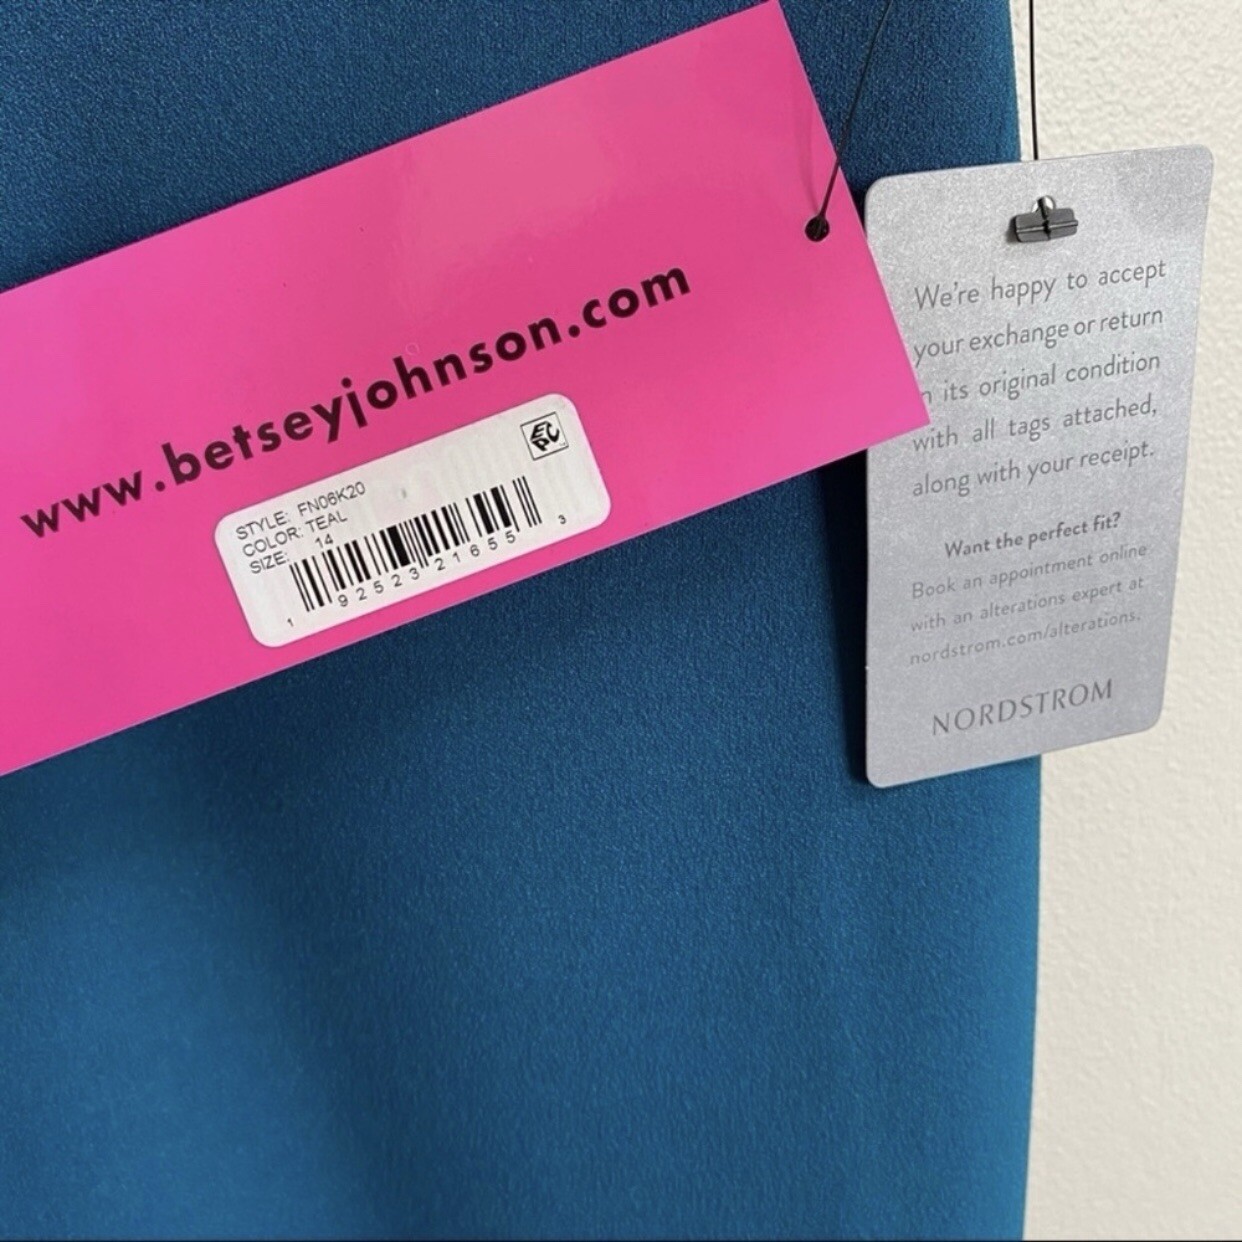 www.betseyjohnson.com
STYLE: FN06K20
COLOR: TEAL
SIZE: 14
1 92523 21655 3
We're happy to accept
your exchange or return
n its original condition
with all tags attached,
along with your receipt.
Want the perfect fit?
Book an appointment online
with an alterations expert at
nordstrom.com/alterations.
NORDSTROM